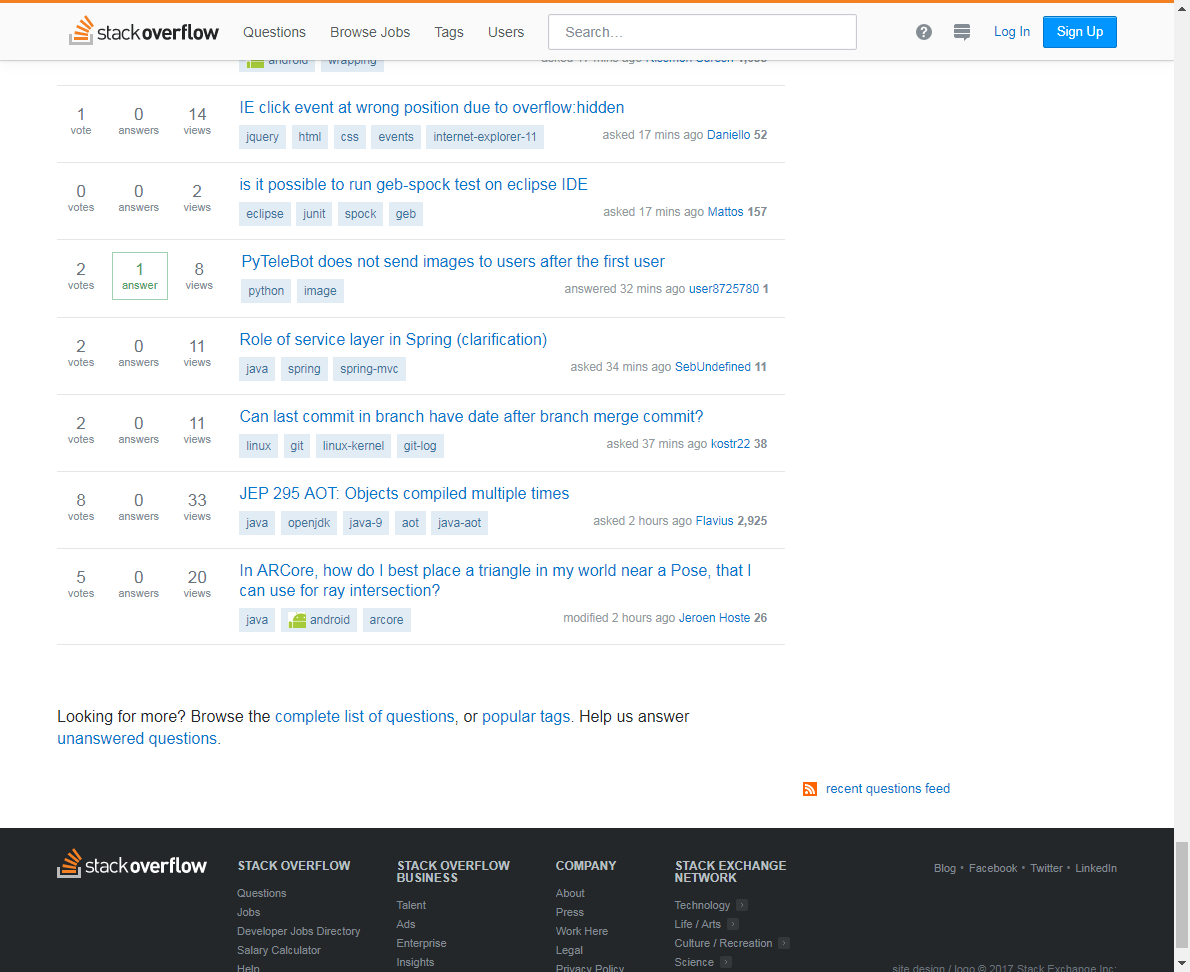 stackoverflow Questions Browse Jobs Tags Users Search... ? Log In Sign Up
android wrapping
1 0 14 IE click event at wrong position due to overflow:hidden
vote answers views
jquery html css events internet-explorer-11 asked 17 mins ago Daniello 52
0 0 2 is it possible to run geb-spock test on eclipse IDE
votes answers views
eclipse junit spock geb asked 17 mins ago Mattos 157
2 1 8 PyTeleBot does not send images to users after the first user
votes answer views
python image answered 32 mins ago user8725780 1
2 0 11 Role of service layer in Spring (clarification)
votes answers views
java spring spring-mvc asked 34 mins ago SebUndefined 11
2 0 11 Can last commit in branch have date after branch merge commit?
votes answers views
linux git linux-kernel git-log asked 37 mins ago kostr22 38
8 0 33 JEP 295 AOT: Objects compiled multiple times
votes answers views
java openjdk java-9 aot java-aot asked 2 hours ago Flavius 2,925
5 0 20 In ARCore, how do I best place a triangle in my world near a Pose, that I
votes answers views can use for ray intersection?
java android arcore modified 2 hours ago Jeroen Hoste 26
Looking for more? Browse the complete list of questions, or popular tags. Help us answer
unanswered questions.
recent questions feed
stackoverflow
STACK OVERFLOW
Questions
Jobs
Developer Jobs Directory
Salary Calculator
Help
STACK OVERFLOW
BUSINESS
Talent
Ads
Enterprise
Insights
COMPANY
About
Press
Work Here
Legal
Privacy Policy
STACK EXCHANGE
NETWORK
Technology
Life / Arts
Culture / Recreation
Science
Blog • Facebook • Twitter • LinkedIn
site design / logo © 2017 Stack Exchange Inc;